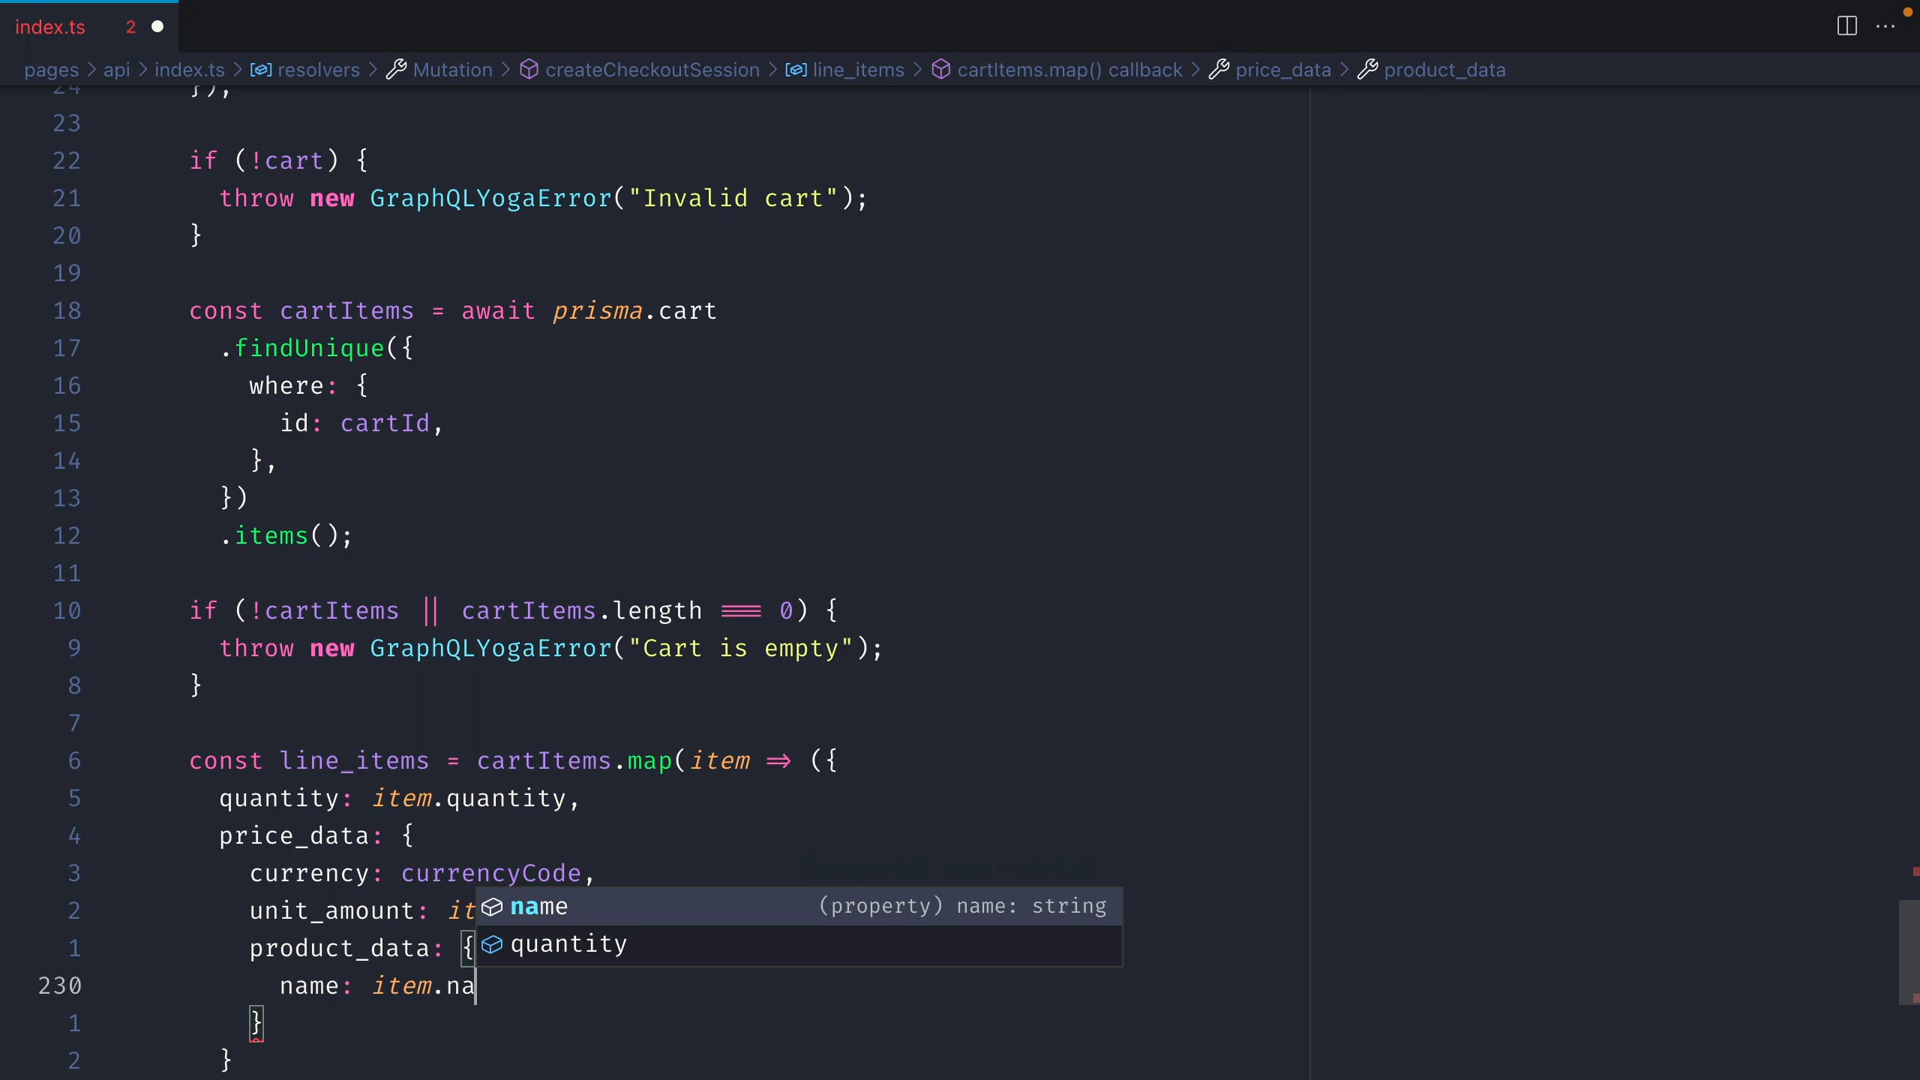 index.ts 2
pages > api > index.ts > resolvers > Mutation > createCheckoutSession > line_items > cartItems.map() callback > price_data > product_data
24 }),
23
22 if (!cart) {
21 throw new GraphQLYogaError("Invalid cart");
20 }
19
18 const cartItems = await prisma.cart
17 .findUnique({
16 where: {
15 id: cartId,
14 },
13 })
12 .items();
11
10 if (!cartItems || cartItems.length === 0) {
9 throw new GraphQLYogaError("Cart is empty");
8 }
7
6 const line_items = cartItems.map(item => ({
5 quantity: item.quantity,
4 price_data: {
3 currency: currencyCode,
2 unit_amount: it
name (property) name: string
1 product_data: {
quantity
230 name: item.na
1 }
2 }